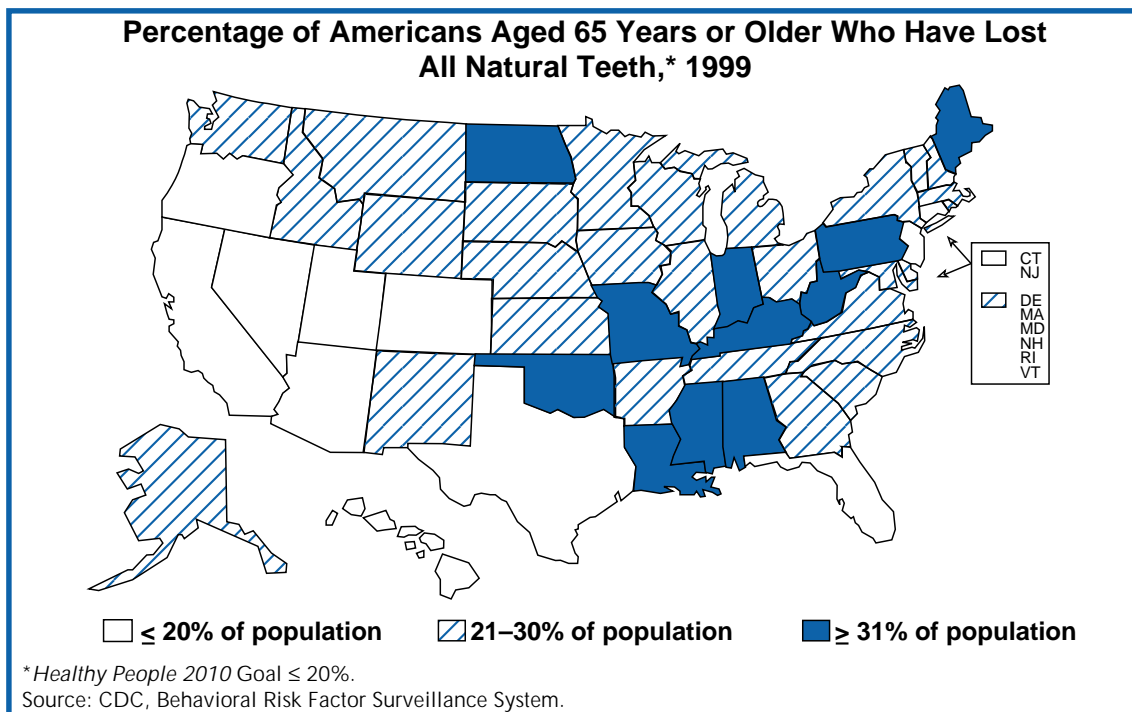 Percentage of Americans Aged 65 Years or Older Who Have Lost
All Natural Teeth,* 1999
CT
NJ
DE
MA
MD
NH
RI
VT
≤ 20% of population
21–30% of population
≥ 31% of population
*Healthy People 2010 Goal ≤ 20%.
Source: CDC, Behavioral Risk Factor Surveillance System.